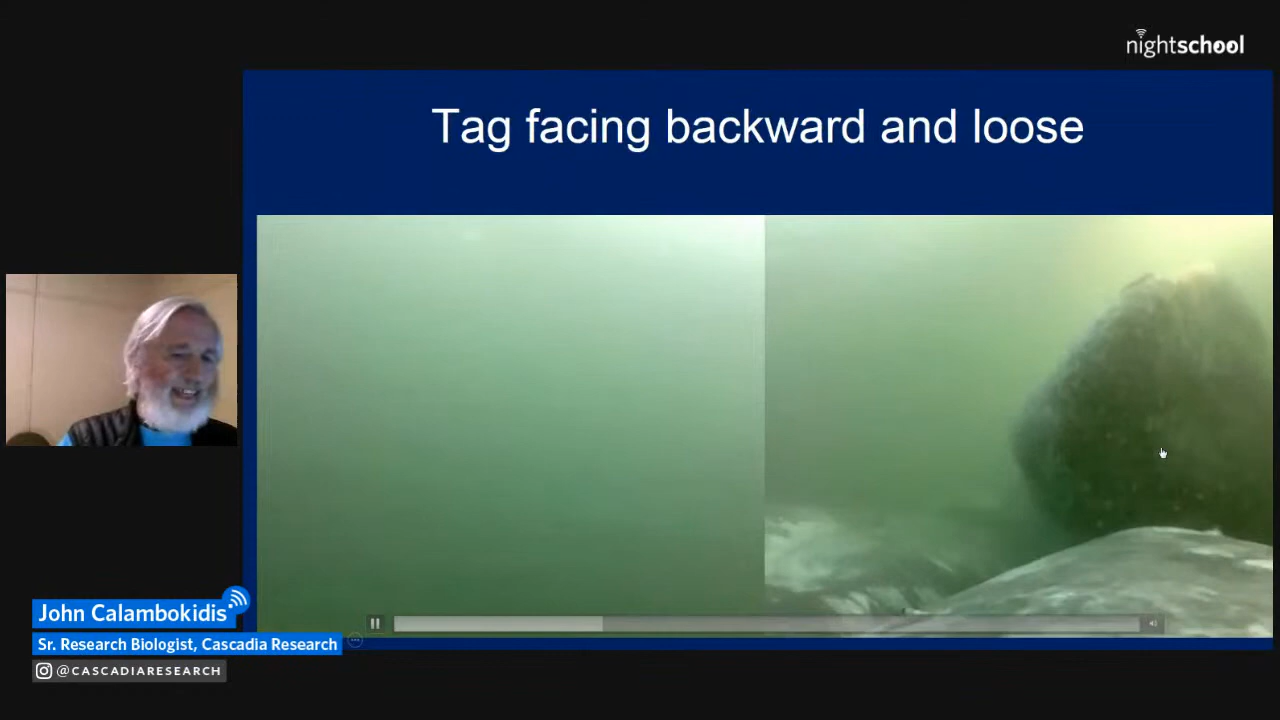 nightschool
Tag facing backward and loose
John Calambokidis
Sr. Research Biologist, Cascadia Research
@CASCADIARESEARCH